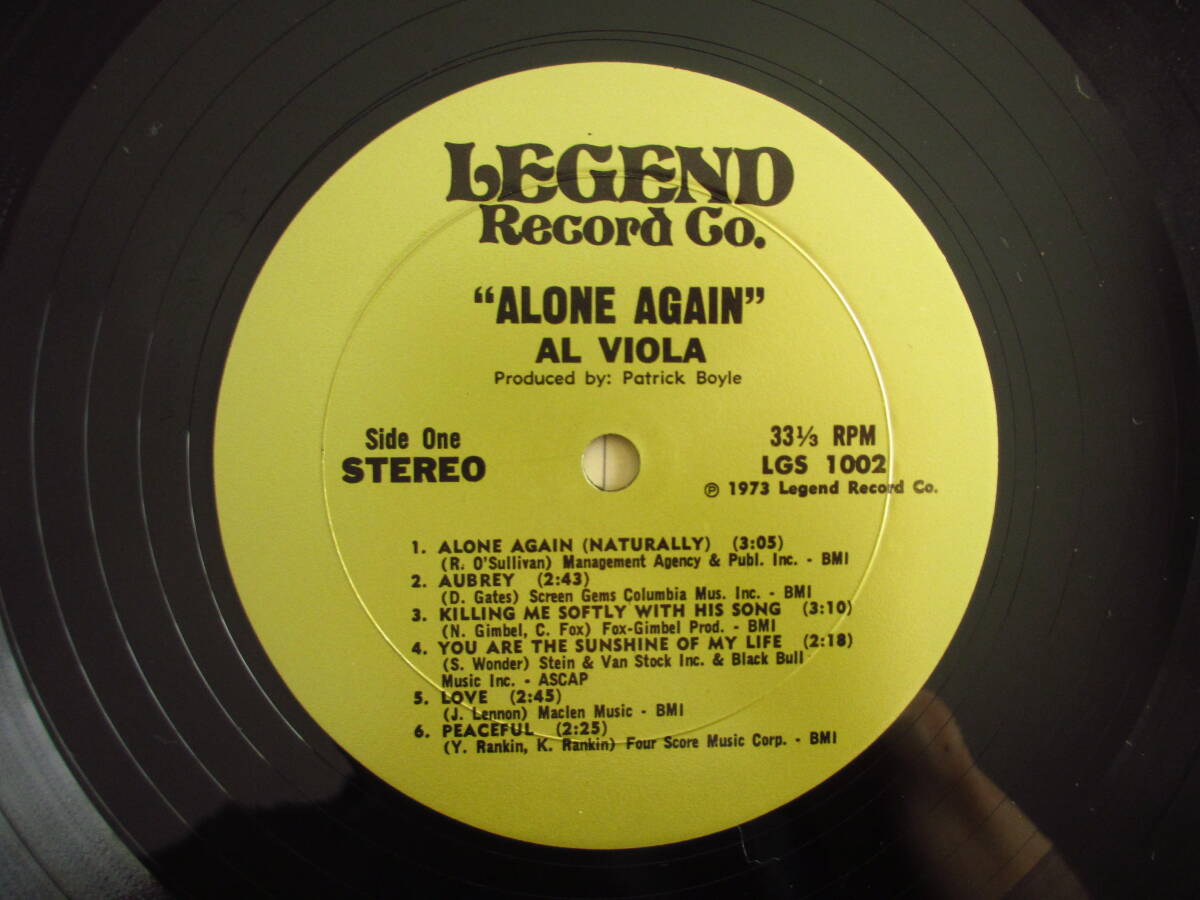 LEGEND
Record Co.
"ALONE AGAIN"
AL VIOLA
Produced by: Patrick Boyle
Side One
STEREO
33 1/3 RPM
LGS 1002
℗ 1973 Legend Record Co.
1. ALONE AGAIN (NATURALLY) (3:05)
(R. O'Sullivan) Management Agency & Publ. Inc. - BMI
2. AUBREY (2:43)
(D. Gates) Screen Gems Columbia Mus. Inc. - BMI
3. KILLING ME SOFTLY WITH HIS SONG (3:10)
(N. Gimbel, C. Fox) Fox-Gimbel Prod. - BMI
4. YOU ARE THE SUNSHINE OF MY LIFE (2:18)
(S. Wonder) Stein & Van Stock Inc. & Black Bull
Music Inc. - ASCAP
5. LOVE (2:45)
(J. Lennon) Maclen Music - BMI
6. PEACEFUL (2:25)
(Y. Rankin, K. Rankin) Four Score Music Corp. - BMI